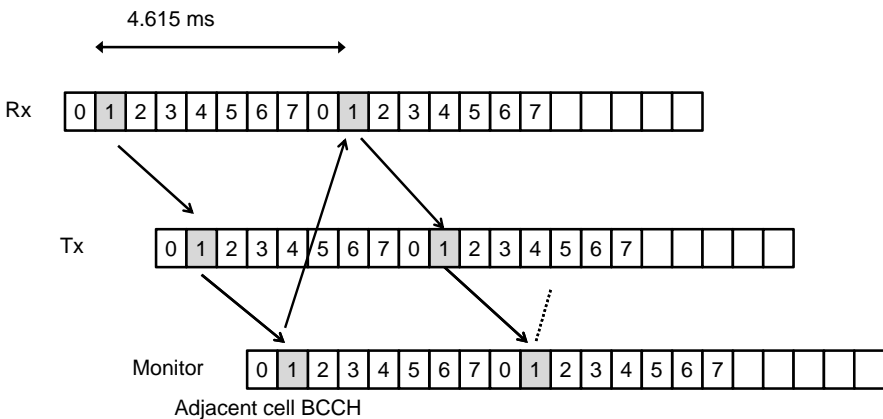 4.615 ms
Rx 0 1 2 3 4 5 6 7 0 1 2 3 4 5 6 7
Tx 0 1 2 3 4 5 6 7 0 1 2 3 4 5 6 7
Monitor 0 1 2 3 4 5 6 7 0 1 2 3 4 5 6 7
Adjacent cell BCCH